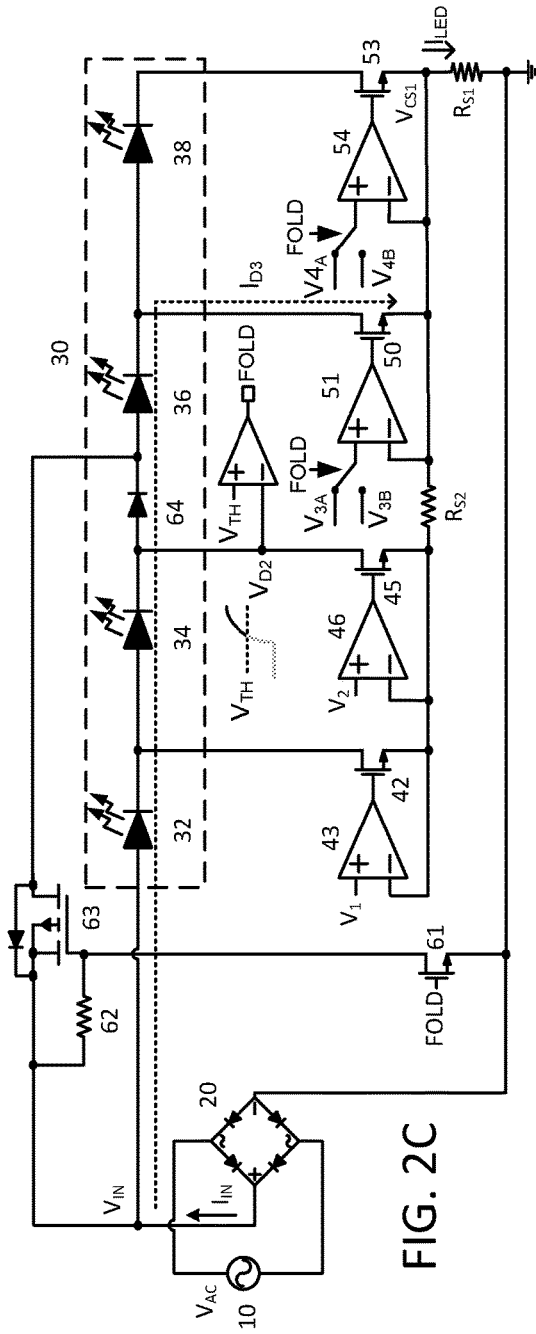 30
63
62
32
34
64
36
38
V_IN
I_D3
20
I_IN
V_AC
10
V_TH
V_D2
V_TH
+
−
FOLD
FOLD
FOLD
V_1
+
−
43
42
V_2
+
−
46
45
V_3A
V_3B
+
−
51
50
V4_A
V_4B
+
−
54
53
FOLD
61
R_S2
V_CS1
I_LED
R_S1
~
~
+
−
FIG. 2C